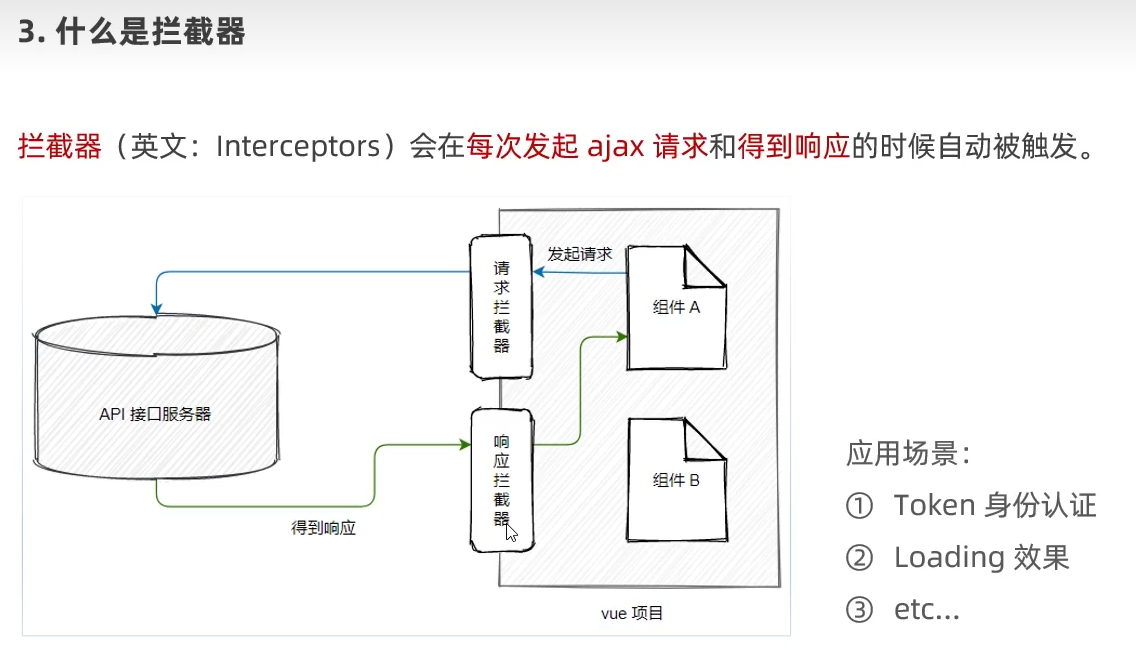 3. 什么是拦截器
拦截器（英文：Interceptors）会在每次发起 ajax 请求和得到响应的时候自动被触发。
发起请求
请求拦截器
组件 A
API 接口服务器
响应拦截器
组件 B
得到响应
vue 项目
应用场景：
① Token 身份认证
② Loading 效果
③ etc...